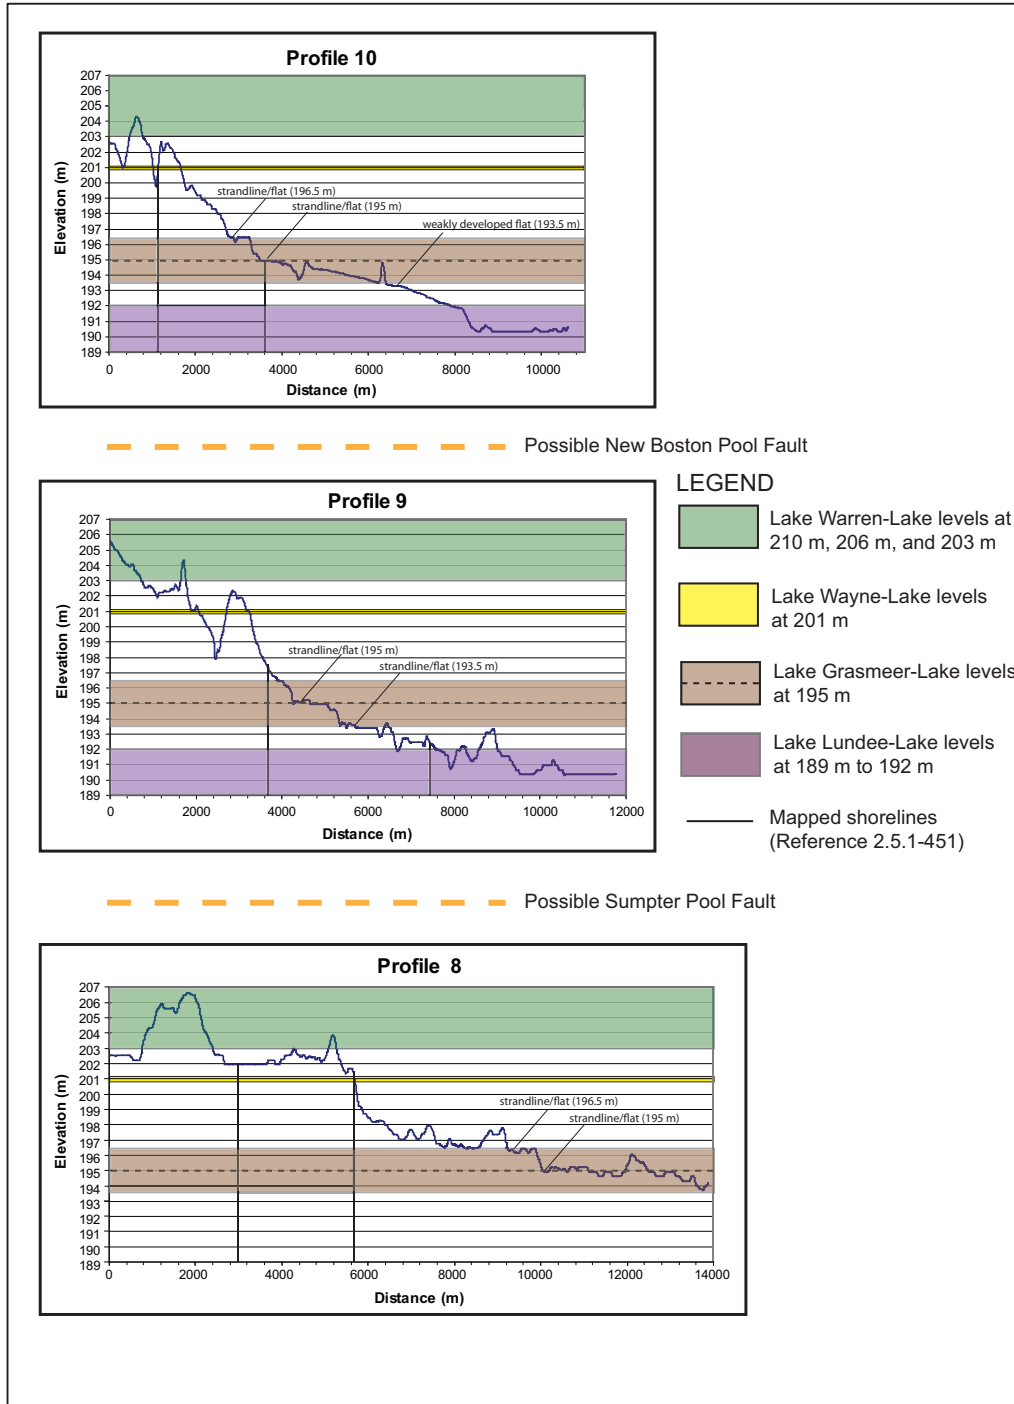 Profile 10
207
206
205
204
203
202
201
200
199
198
197
196
195
194
193
192
191
190
189
Elevation (m)
strandline/flat (196.5 m)
strandline/flat (195 m)
weakly developed flat (193.5 m)
0 2000 4000 6000 8000 10000
Distance (m)
Possible New Boston Pool Fault
Profile 9
207
206
205
204
203
202
201
200
199
198
197
196
195
194
193
192
191
190
189
Elevation (m)
strandline/flat (195 m)
strandline/flat (193.5 m)
0 2000 4000 6000 8000 10000 12000
Distance (m)
LEGEND
Lake Warren-Lake levels at
210 m, 206 m, and 203 m
Lake Wayne-Lake levels
at 201 m
Lake Grasmeer-Lake levels
at 195 m
Lake Lundee-Lake levels
at 189 m to 192 m
Mapped shorelines
(Reference 2.5.1-451)
Possible Sumpter Pool Fault
Profile 8
207
206
205
204
203
202
201
200
199
198
197
196
195
194
193
192
191
190
189
Elevation (m)
strandline/flat (196.5 m)
strandline/flat (195 m)
0 2000 4000 6000 8000 10000 12000 14000
Distance (m)